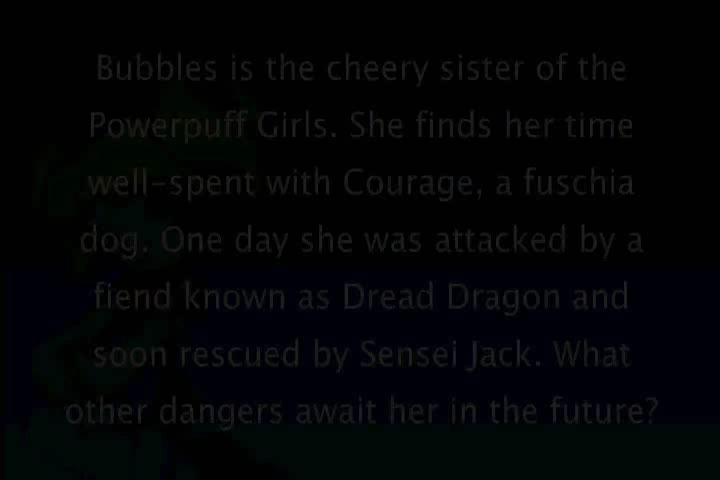 Bubbles is the cheery sister of the
Powerpuff Girls. She finds her time
well-spent with Courage, a fuschia
dog. One day she was attacked by a
fiend known as Dread Dragon and
soon rescued by Sensei Jack. What
other dangers await her in the future?